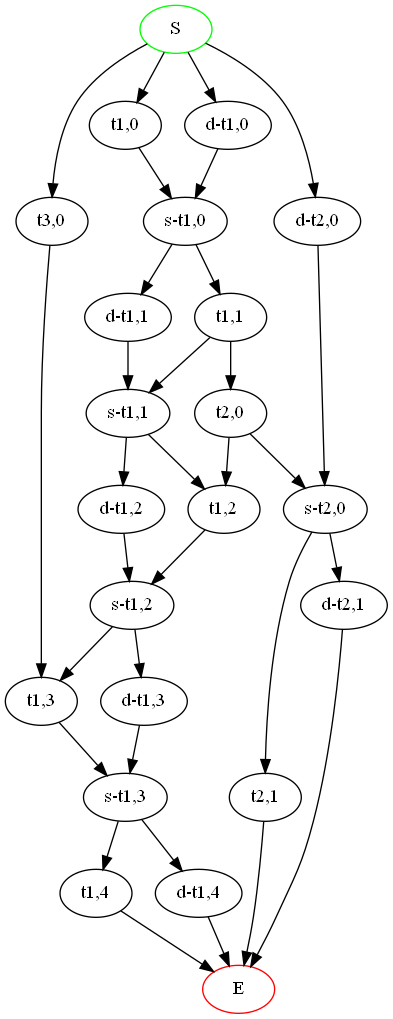 S
t1,0
d-t1,0
t3,0
s-t1,0
d-t2,0
d-t1,1
t1,1
s-t1,1
t2,0
d-t1,2
t1,2
s-t2,0
s-t1,2
d-t2,1
t1,3
d-t1,3
s-t1,3
t2,1
t1,4
d-t1,4
E